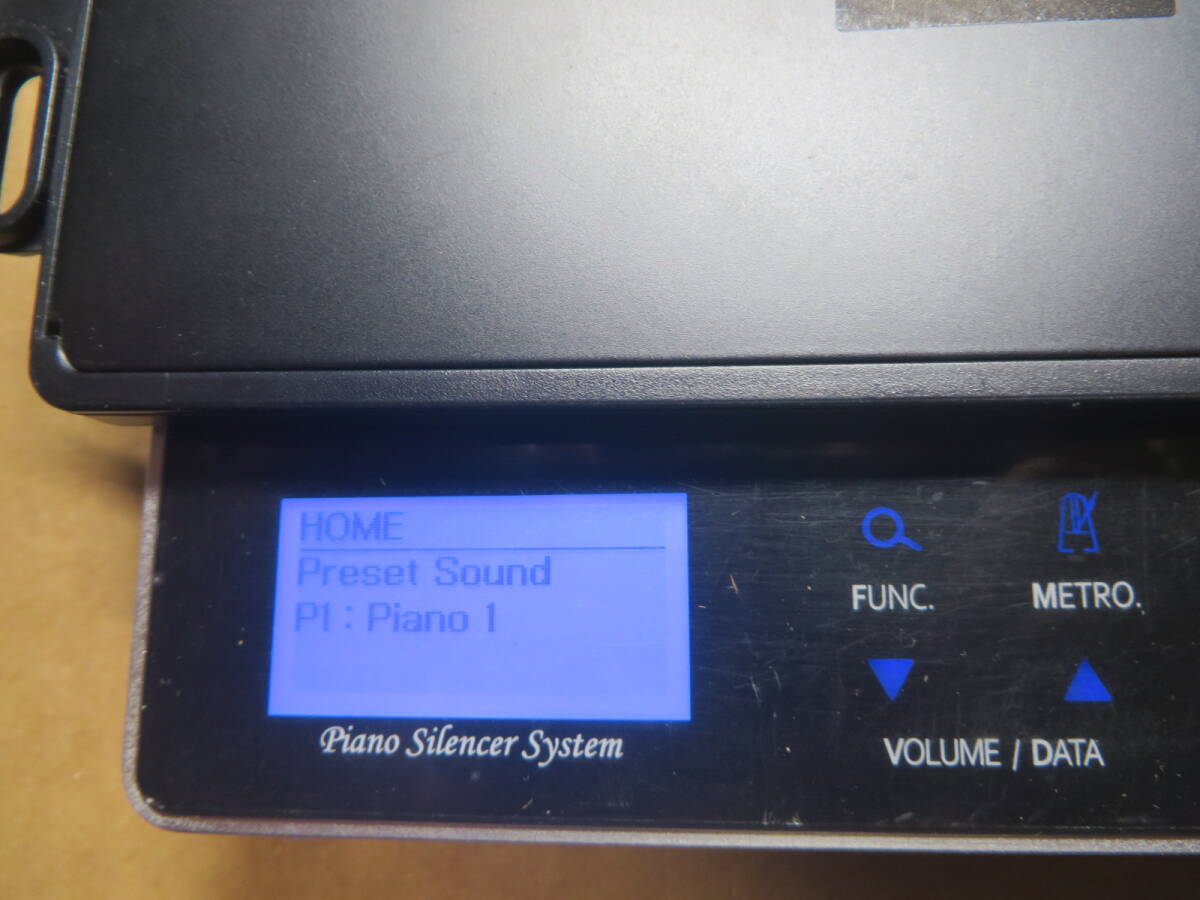 HOME
Preset Sound
P1 : Piano 1
Piano Silencer System
FUNC.
METRO.
VOLUME / DATA